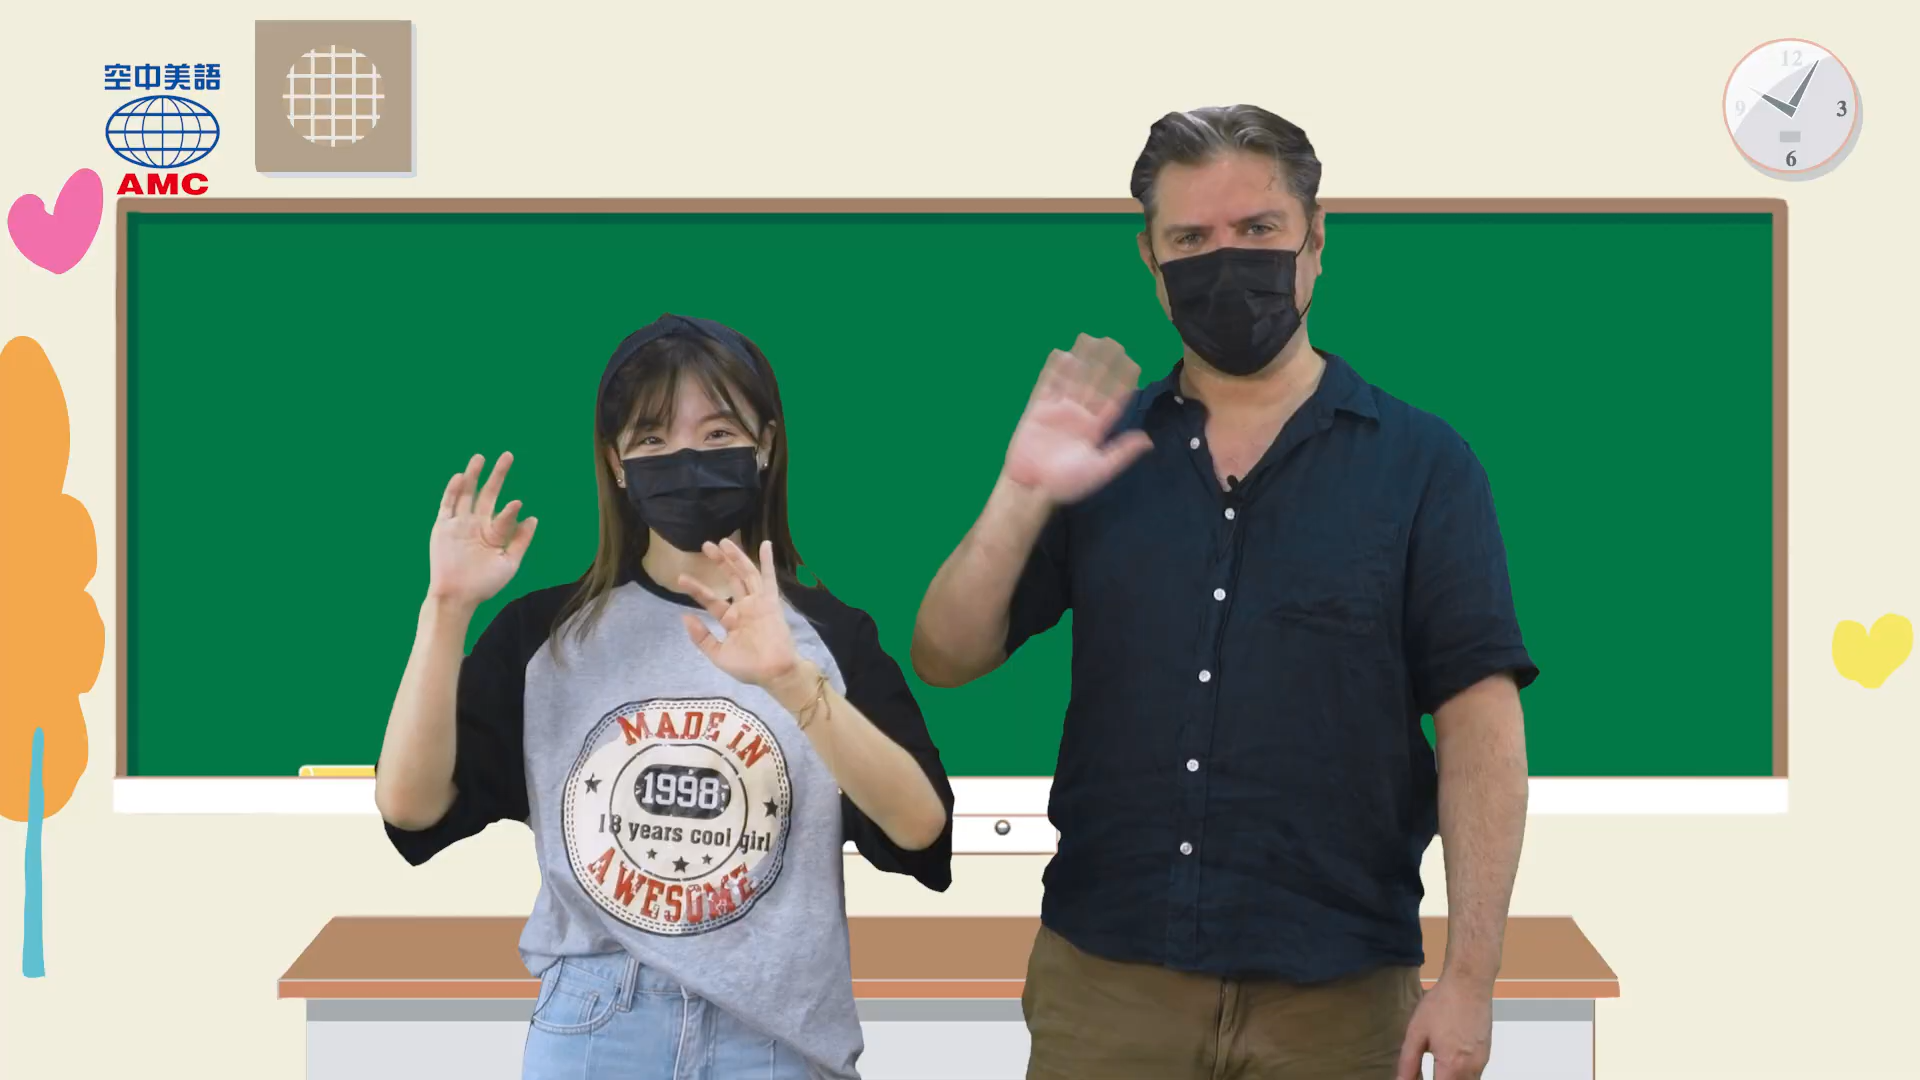 空中美語
AMC
12
9
3
6
MADE iN
1998
18 years cool girl
AWESOME